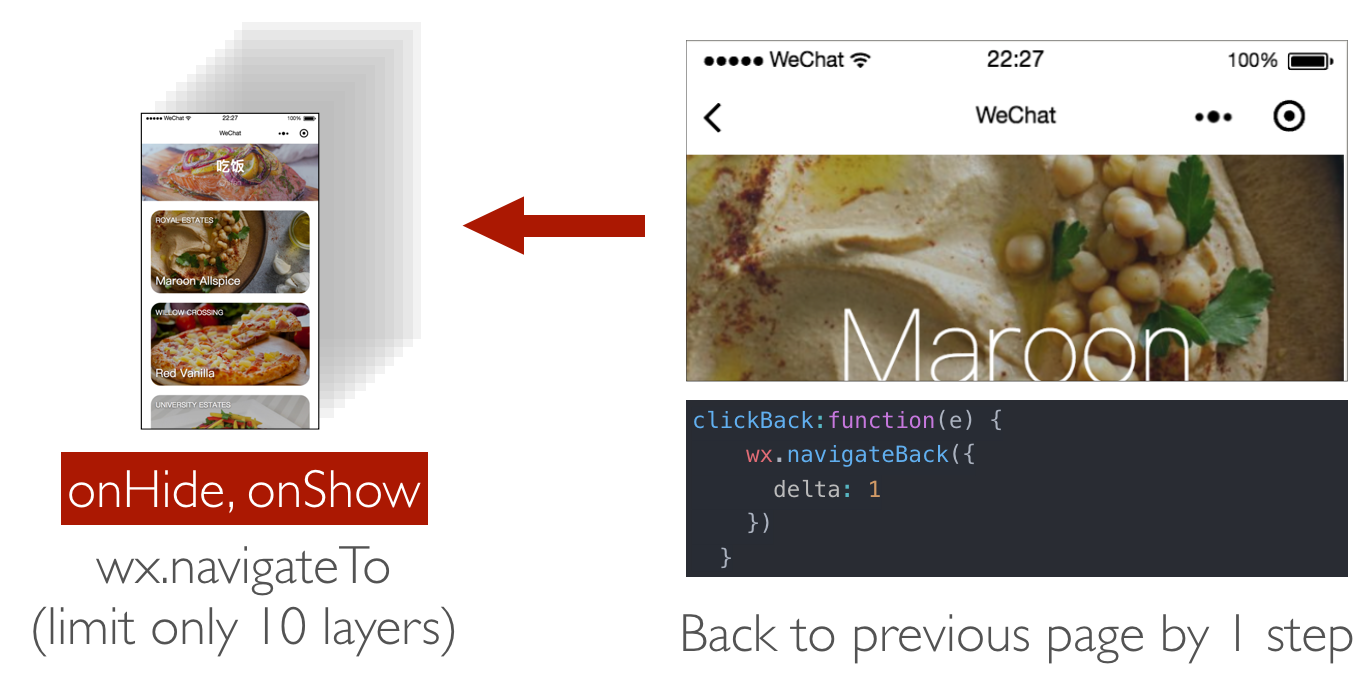 ●●●●● WeChat 22:27 100%
WeChat
吃饭
ROYAL ESTATES
Maroon Allspice
WILLOW CROSSING
Red Vanilla
UNIVERSITY ESTATES
onHide, onShow
wx.navigateTo
(limit only 10 layers)
●●●●● WeChat 22:27 100%
WeChat
Maroon
clickBack:function(e) {
wx.navigateBack({
delta: 1
})
}
Back to previous page by 1 step